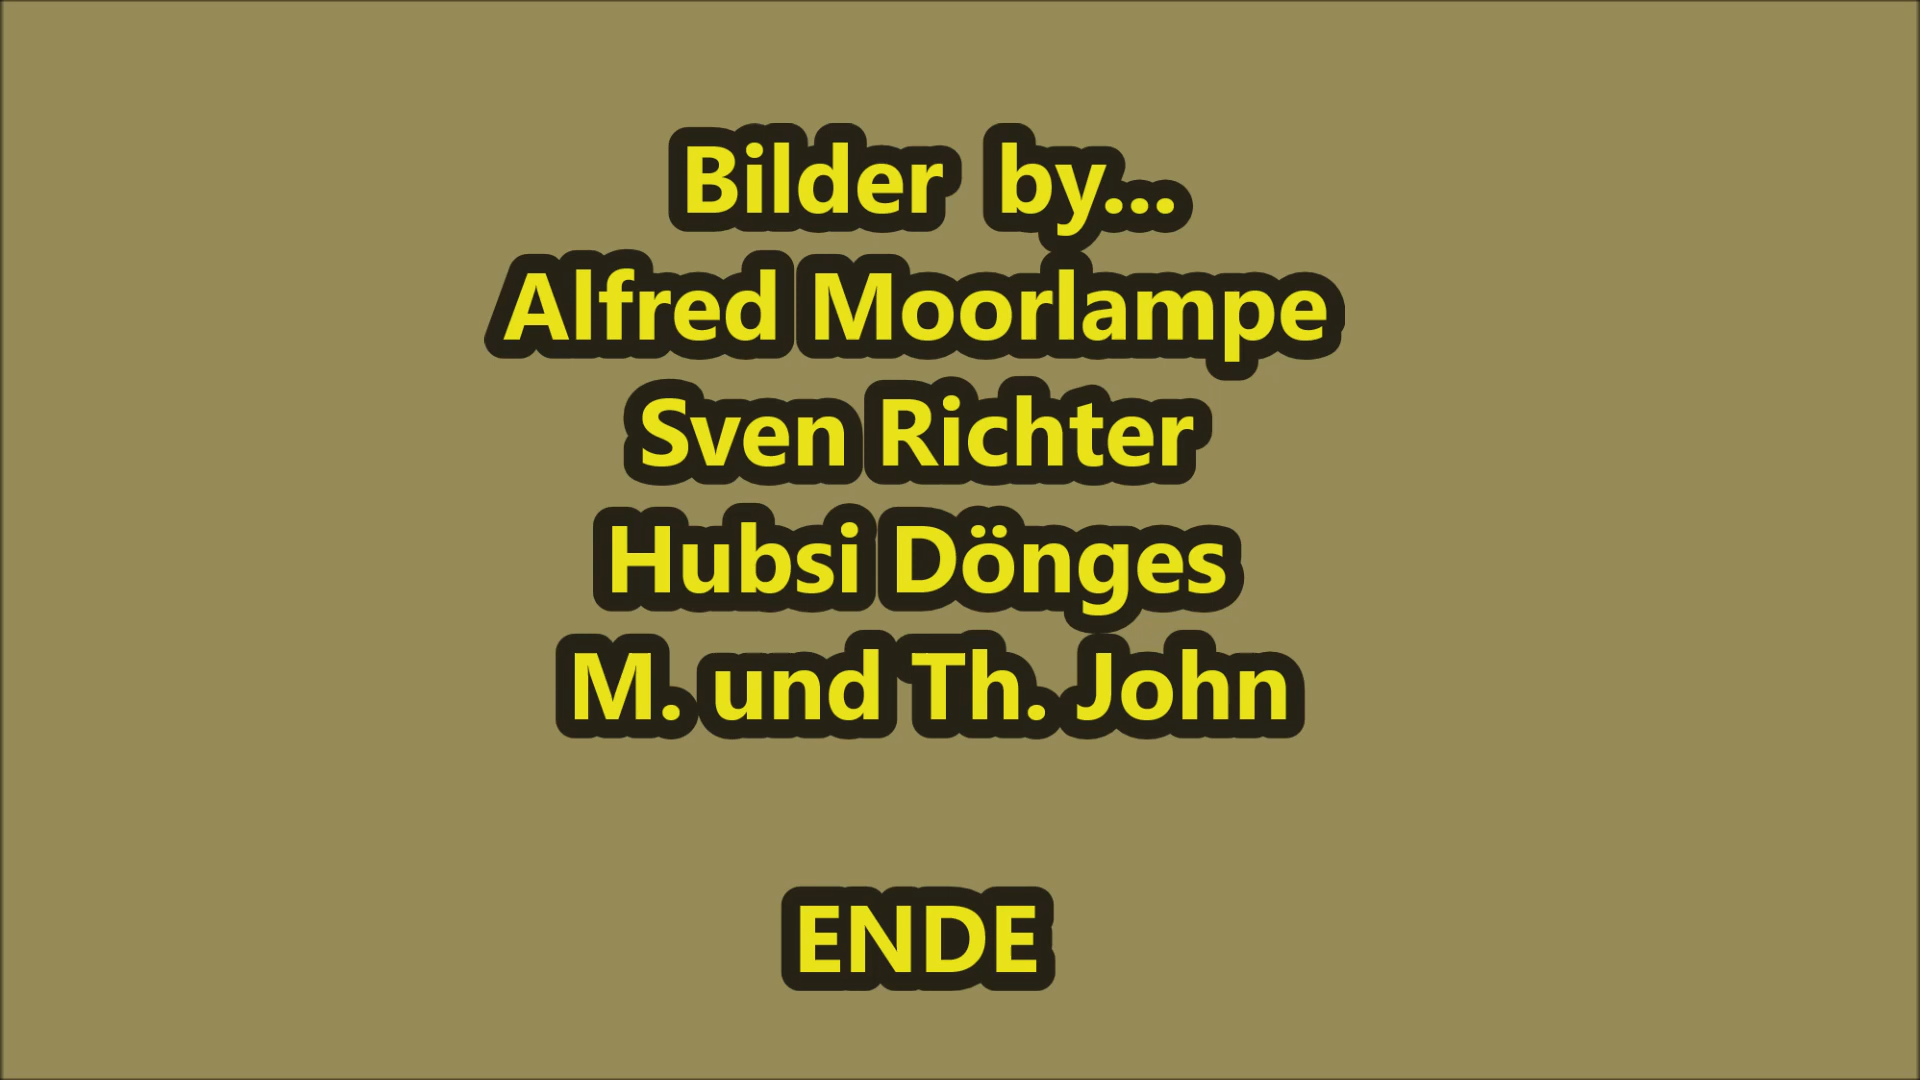 Bilder by...
Alfred Moorlampe
Sven Richter
Hubsi Dönges
M. und Th. John
ENDE